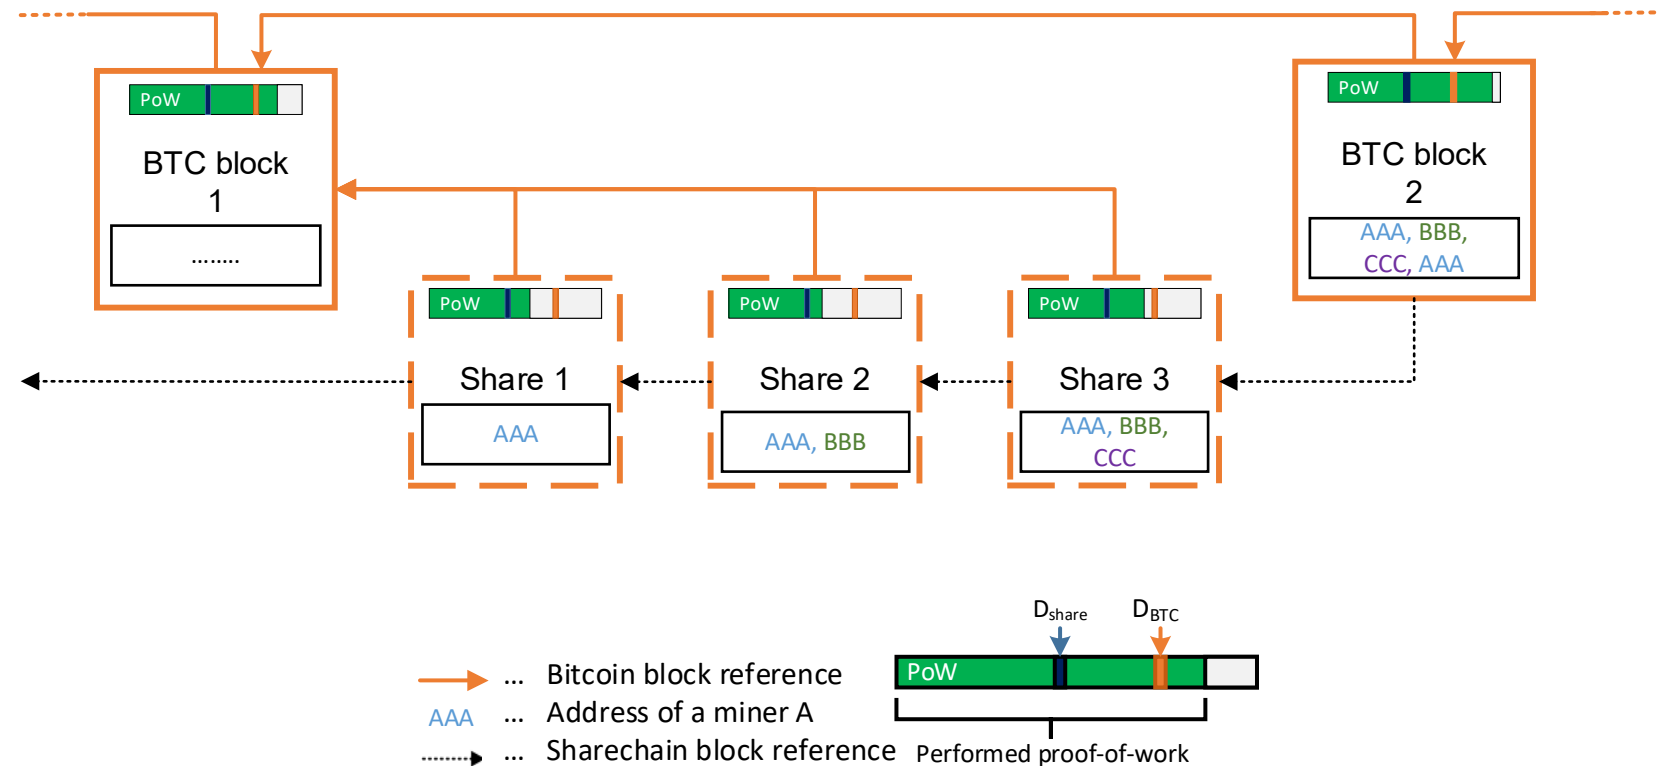 PoW
BTC block
1
........
PoW
BTC block
2
AAA, BBB,
CCC, AAA
PoW
Share 1
AAA
PoW
Share 2
AAA, BBB
PoW
Share 3
AAA, BBB,
CCC
Dshare
DBTC
PoW
Performed proof-of-work
... Bitcoin block reference
AAA ... Address of a miner A
... Sharechain block reference